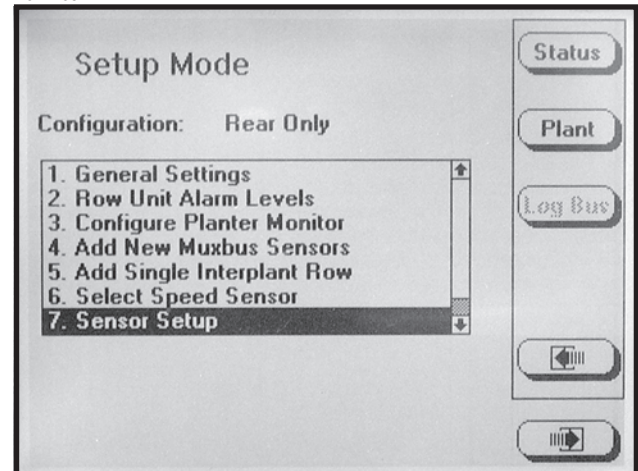 Setup Mode
Configuration: Rear Only
1. General Settings
2. Row Unit Alarm Levels
3. Configure Planter Monitor
4. Add New Muxbus Sensors
5. Add Single Interplant Row
6. Select Speed Sensor
7. Sensor Setup
Status
Plant
Log Bus